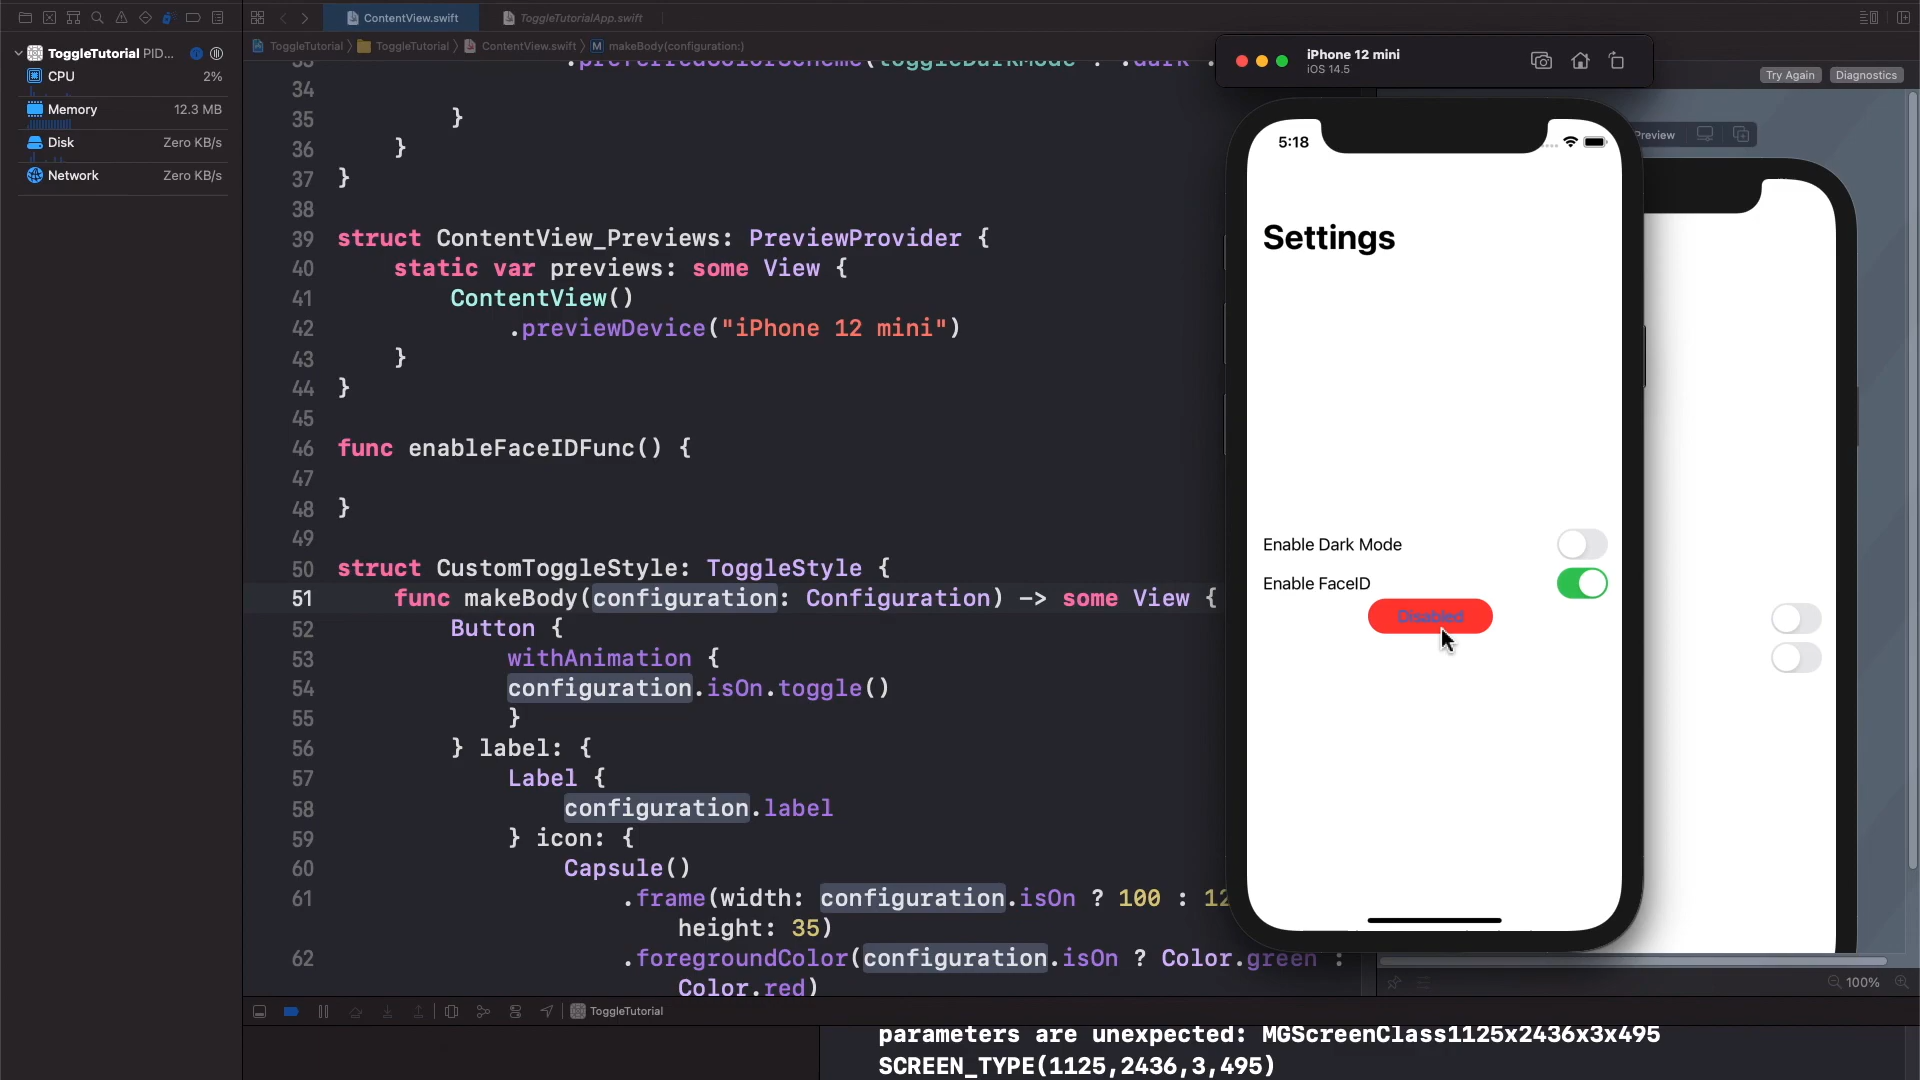 ContentView.swift
ToggleTutorialApp.swift
ToggleTutorial PID...
CPU 2%
Memory 12.3 MB
Disk Zero KB/s
Network Zero KB/s
ToggleTutorial ToggleTutorial ContentView.swift M makeBody(configuration:)
33 .preferredColorScheme(toggleDarkMode ? .dark
34
35 }
36 }
37 }
38
39 struct ContentView_Previews: PreviewProvider {
40 static var previews: some View {
41 ContentView()
42 .previewDevice("iPhone 12 mini")
43 }
44 }
45
46 func enableFaceIDFunc() {
47
48 }
49
50 struct CustomToggleStyle: ToggleStyle {
51 func makeBody(configuration: Configuration) -> some View {
52 Button {
53 withAnimation {
54 configuration.isOn.toggle()
55 }
56 } label: {
57 Label {
58 configuration.label
59 } icon: {
60 Capsule()
61 .frame(width: configuration.isOn ? 100 : 12
height: 35)
62 .foregroundColor(configuration.isOn ? Color.green :
Color.red)
iPhone 12 mini
iOS 14.5
Try Again Diagnostics
Preview
5:18
Settings
Enable Dark Mode
Enable FaceID
Disabled
100%
ToggleTutorial
parameters are unexpected: MGScreenClass1125x2436x3x495
SCREEN_TYPE(1125,2436,3,495)